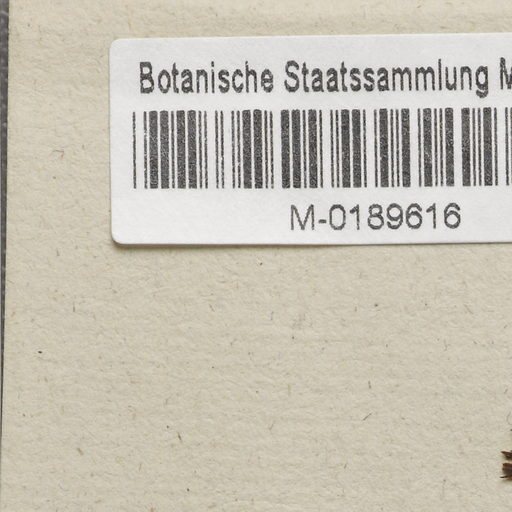 Botanische Staatssammlung M
M-0189616